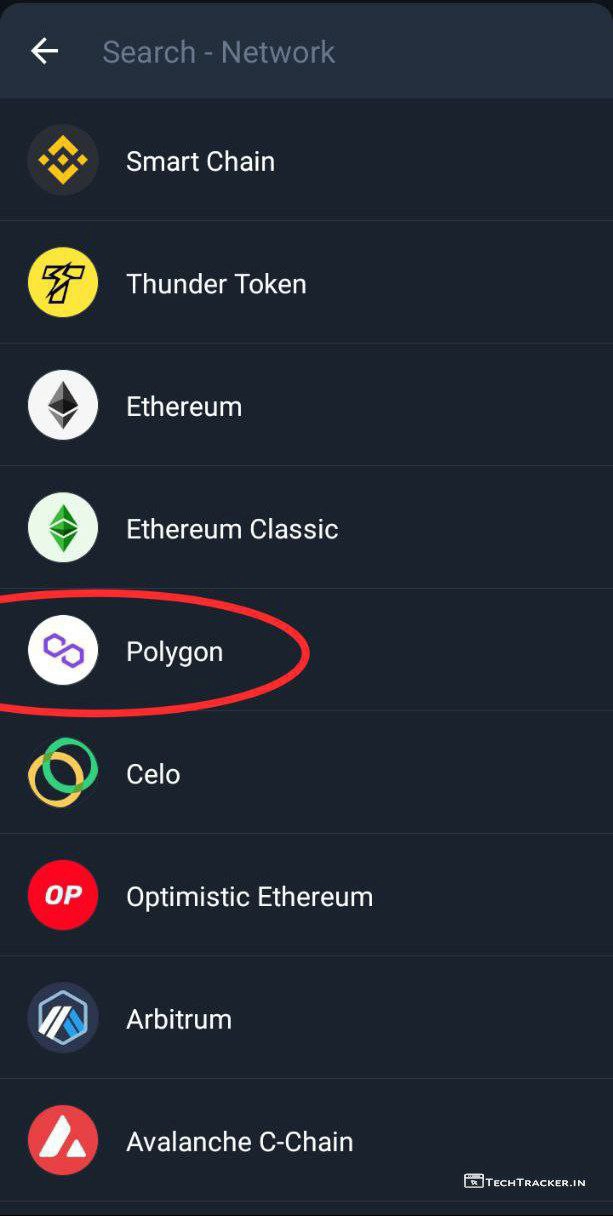 Search - Network
Smart Chain
Thunder Token
Ethereum
Ethereum Classic
Polygon
Celo
OP
Optimistic Ethereum
Arbitrum
Avalanche C-Chain
TECHTRACKER.IN